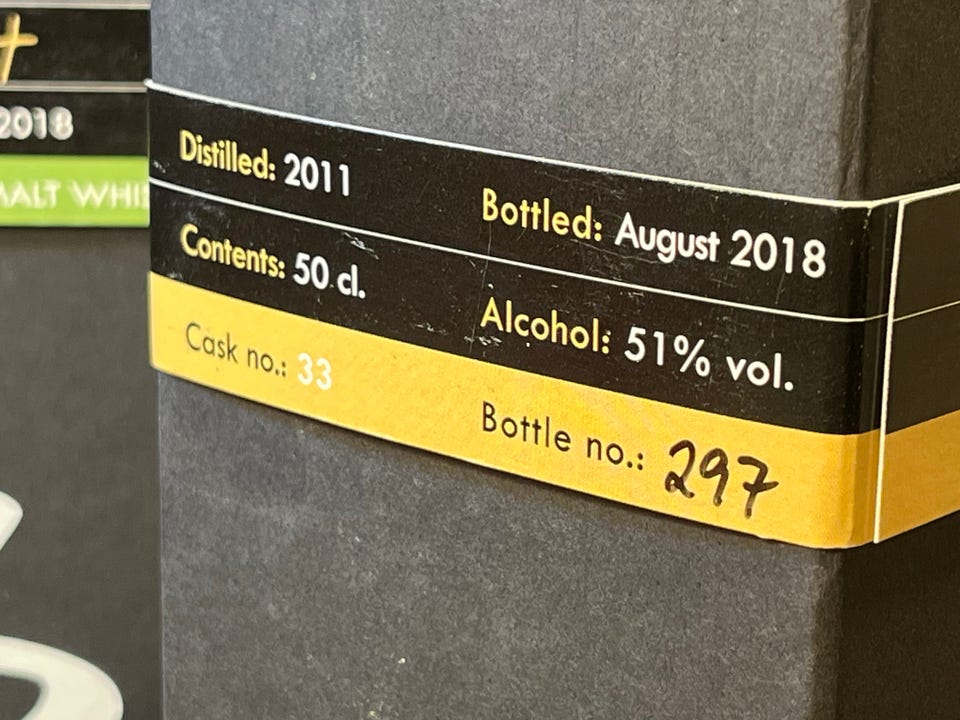 2018
MALT WHI
Distilled: 2011
Bottled: August 2018
Contents: 50 cl.
Alcohol: 51% vol.
Cask no.: 33
Bottle no.: 297